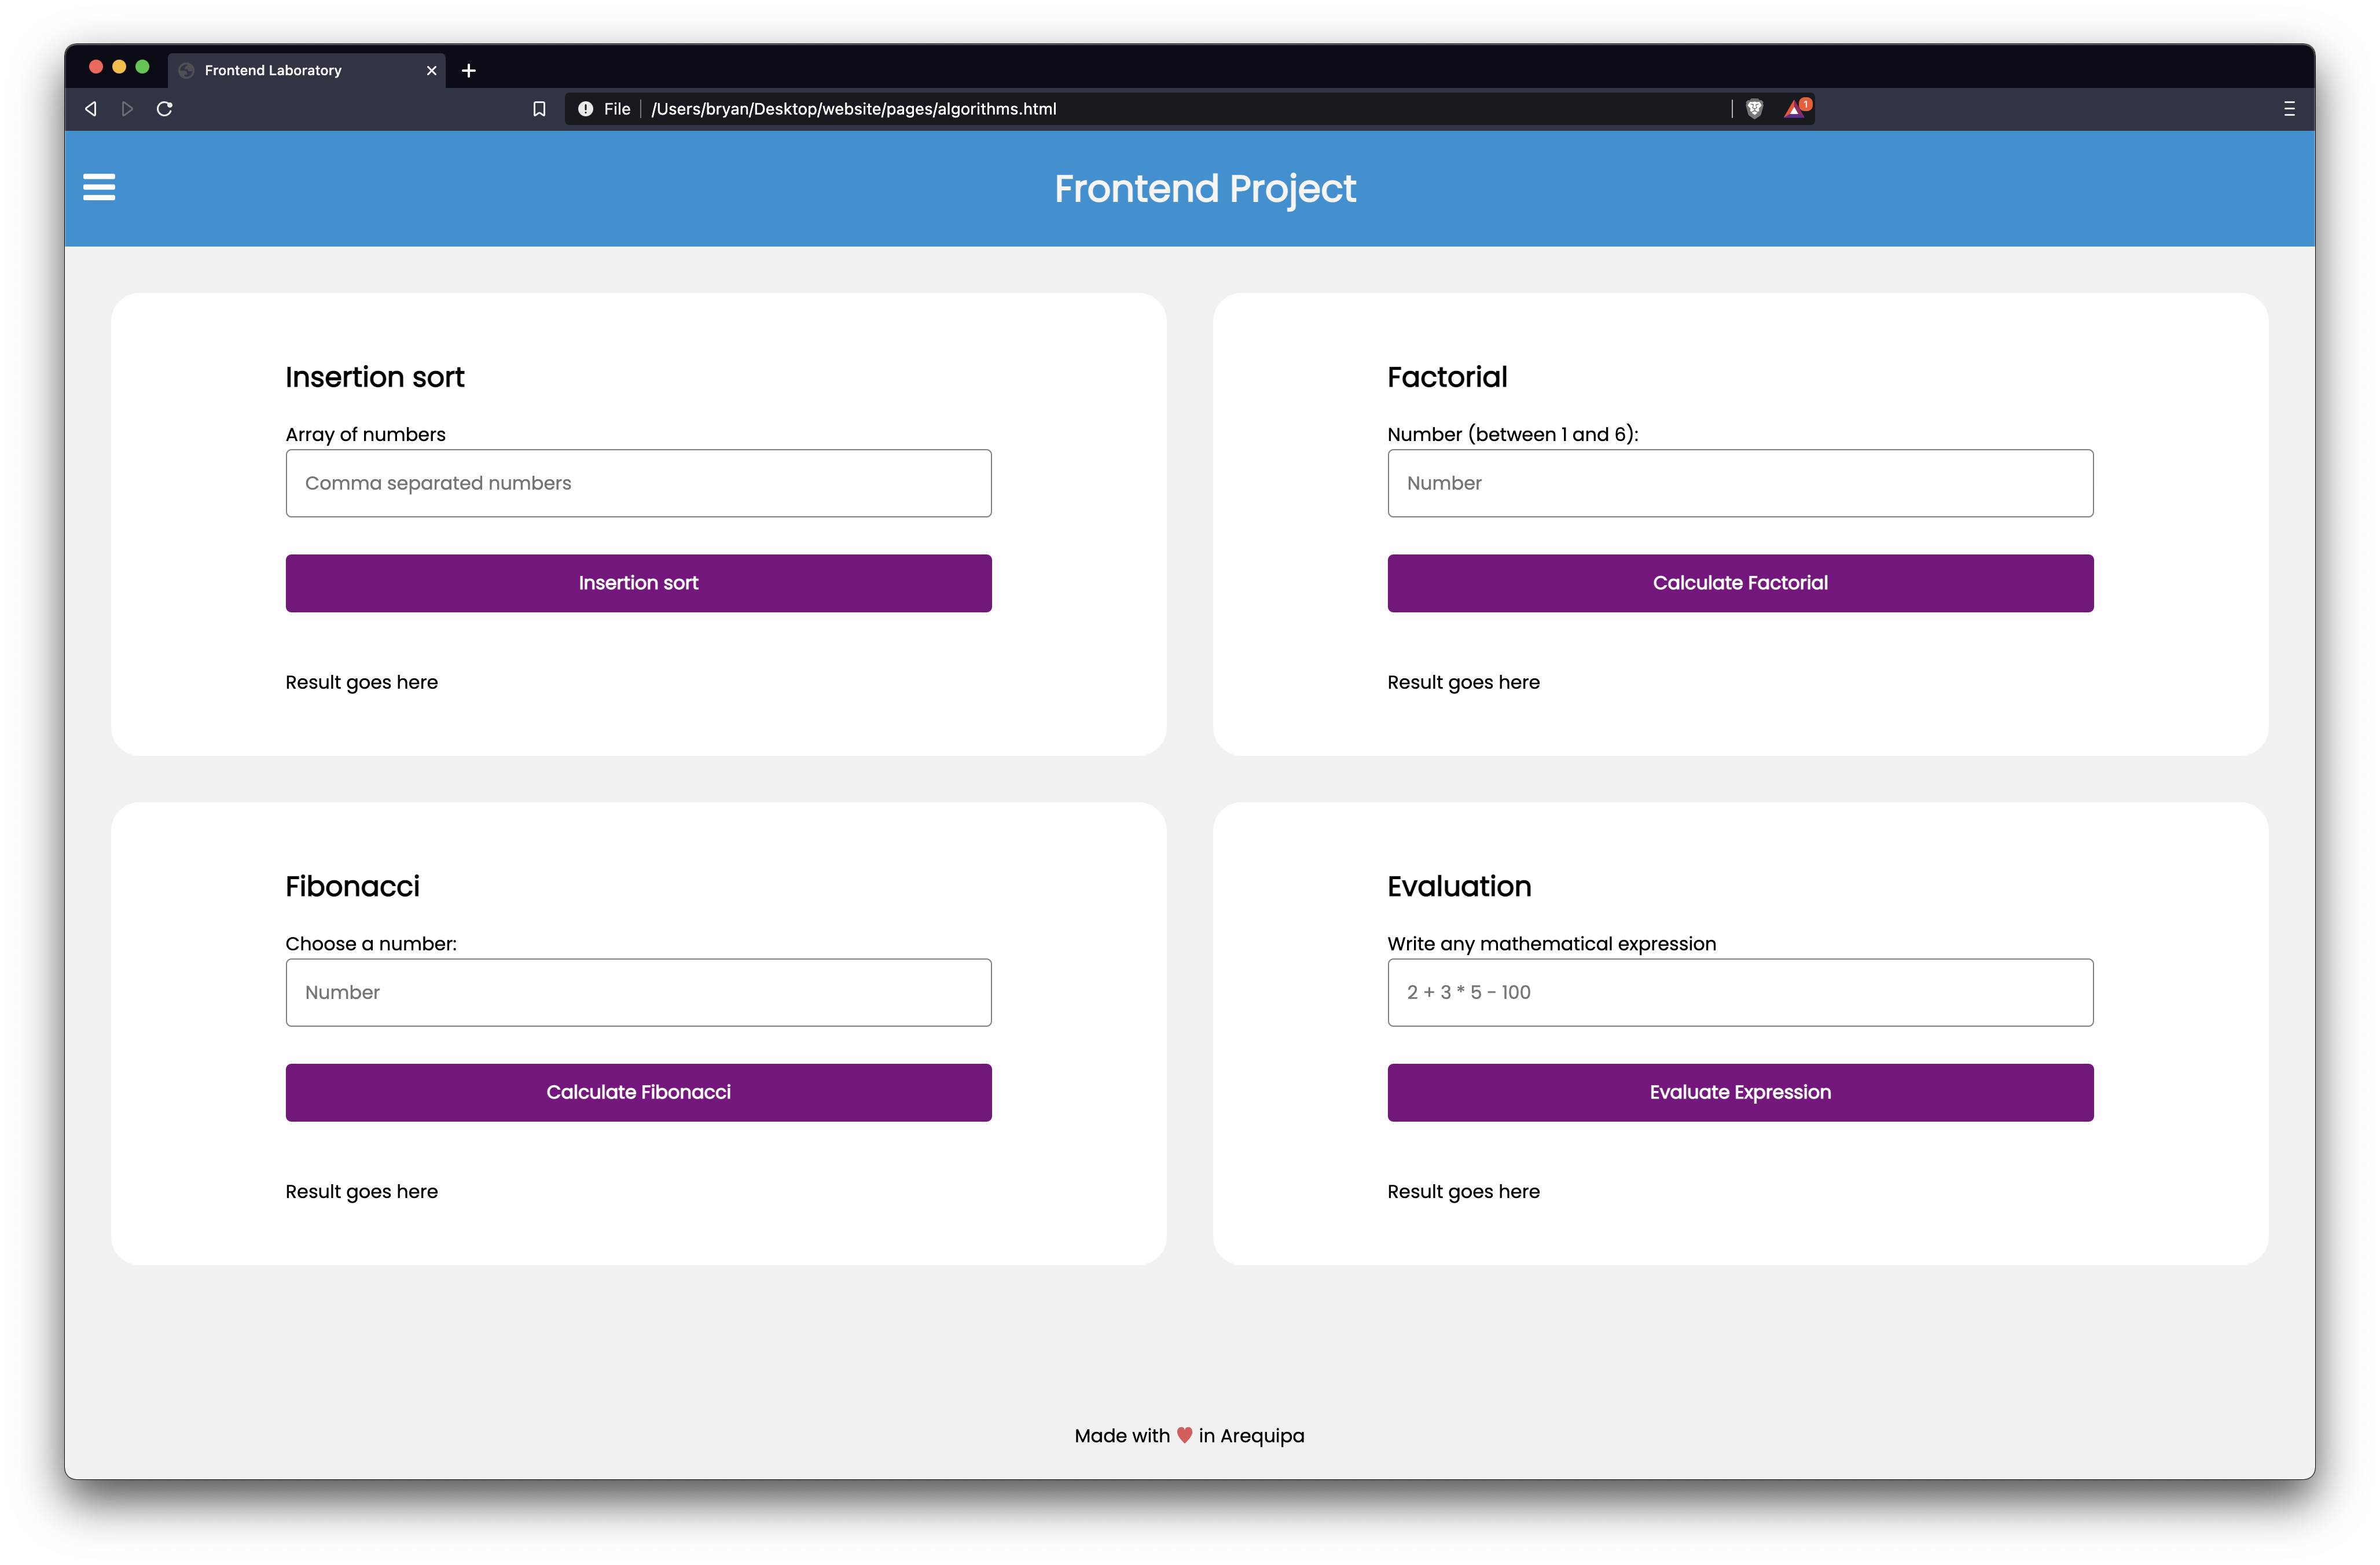 Frontend Laboratory
File /Users/bryan/Desktop/website/pages/algorithms.html
1
Frontend Project
Insertion sort
Array of numbers
Comma separated numbers
Insertion sort
Result goes here
Factorial
Number (between 1 and 6):
Number
Calculate Factorial
Result goes here
Fibonacci
Choose a number:
Number
Calculate Fibonacci
Result goes here
Evaluation
Write any mathematical expression
2 + 3 * 5 - 100
Evaluate Expression
Result goes here
Made with ♥ in Arequipa